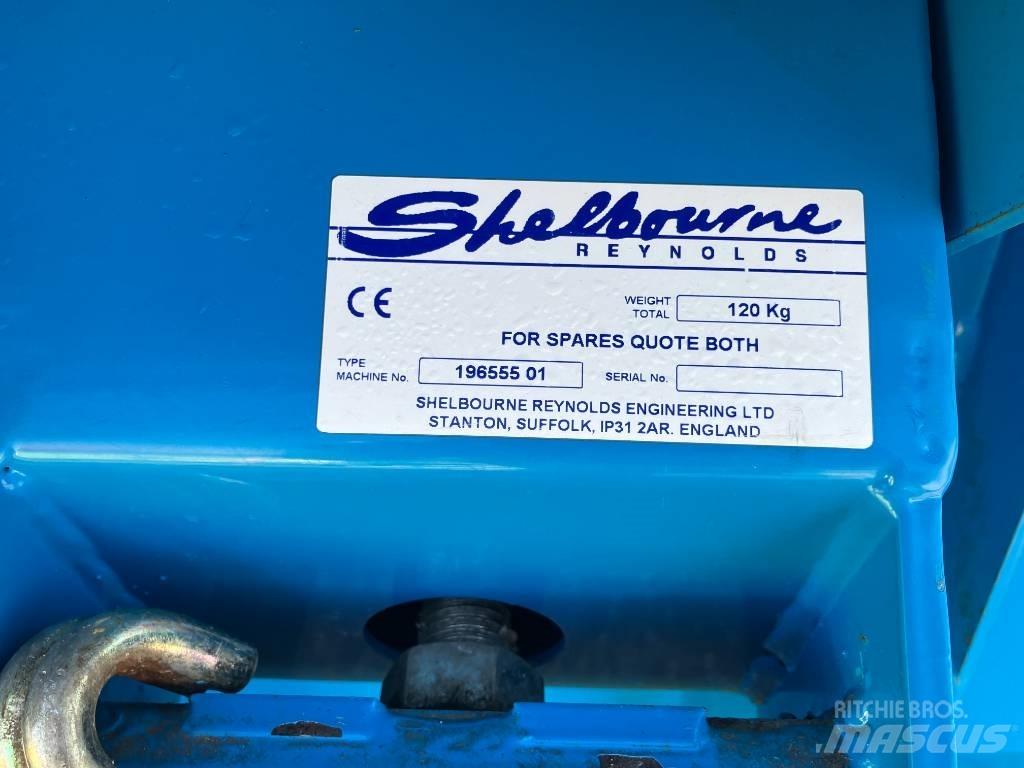 Shelbourne
REYNOLDS
CE
WEIGHT TOTAL 120 Kg
FOR SPARES QUOTE BOTH
TYPE MACHINE No. 196555 01 SERIAL No.
SHELBOURNE REYNOLDS ENGINEERING LTD
STANTON, SUFFOLK, IP31 2AR. ENGLAND
RITCHIE BROS.
MASCUS